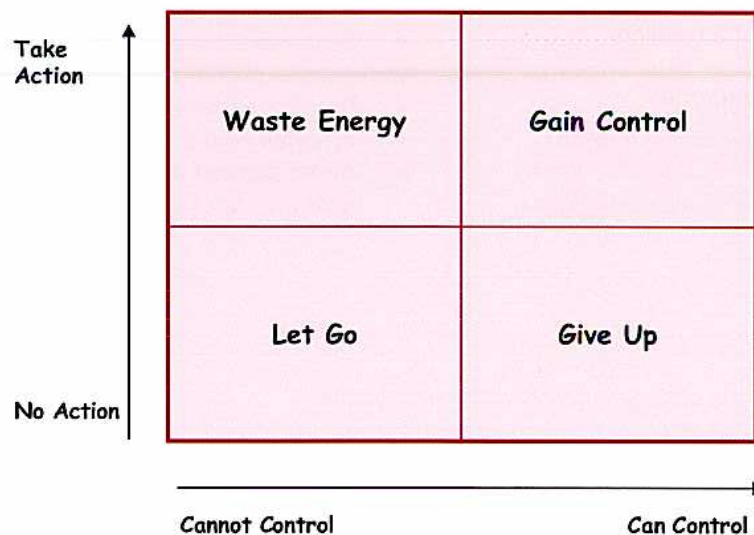 Take
Action
Waste Energy
Gain Control
Let Go
Give Up
No Action
Cannot Control
Can Control